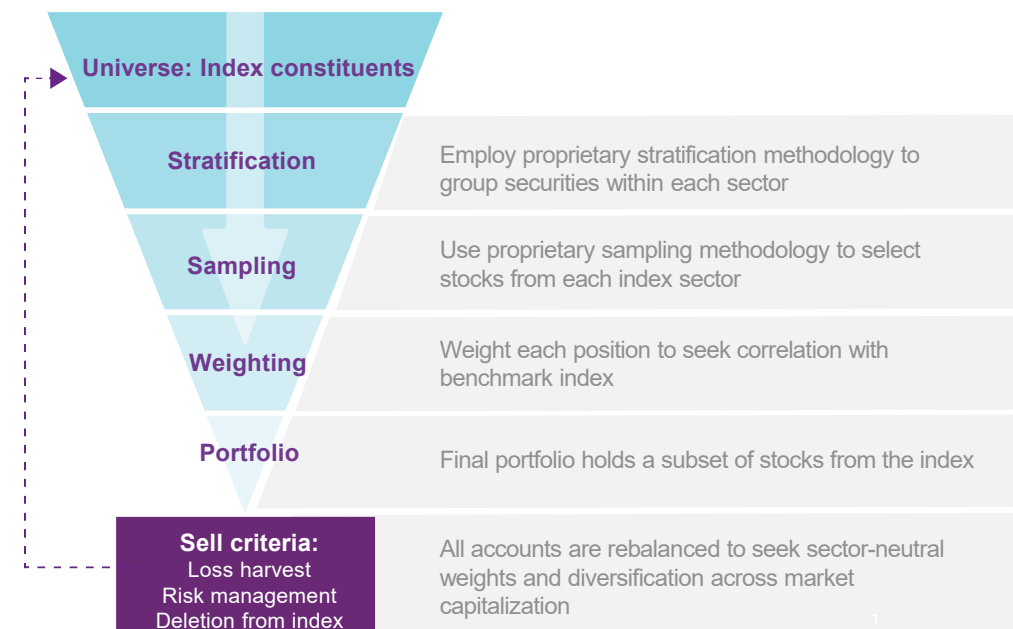 Universe: Index constituents
Stratification
Employ proprietary stratification methodology to
group securities within each sector
Sampling
Use proprietary sampling methodology to select
stocks from each index sector
Weighting
Weight each position to seek correlation with
benchmark index
Portfolio
Final portfolio holds a subset of stocks from the index
Sell criteria:
Loss harvest
Risk management
Deletion from index
All accounts are rebalanced to seek sector-neutral
weights and diversification across market
capitalization
1